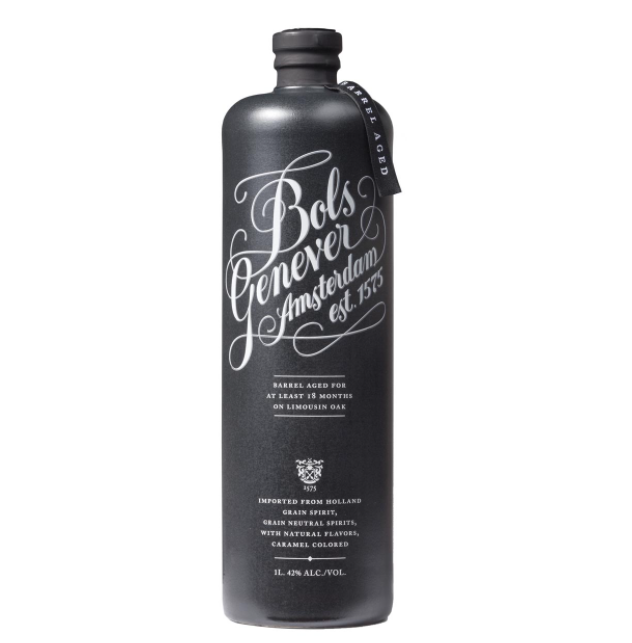 BARREL AGED
Bols
Genever
Amsterdam
est. 1575
BARREL AGED FOR
AT LEAST 18 MONTHS
ON LIMOUSIN OAK
1575
IMPORTED FROM HOLLAND
GRAIN SPIRIT,
GRAIN NEUTRAL SPIRITS,
WITH NATURAL FLAVORS,
CARAMEL COLORED
1L. 42% ALC./VOL.